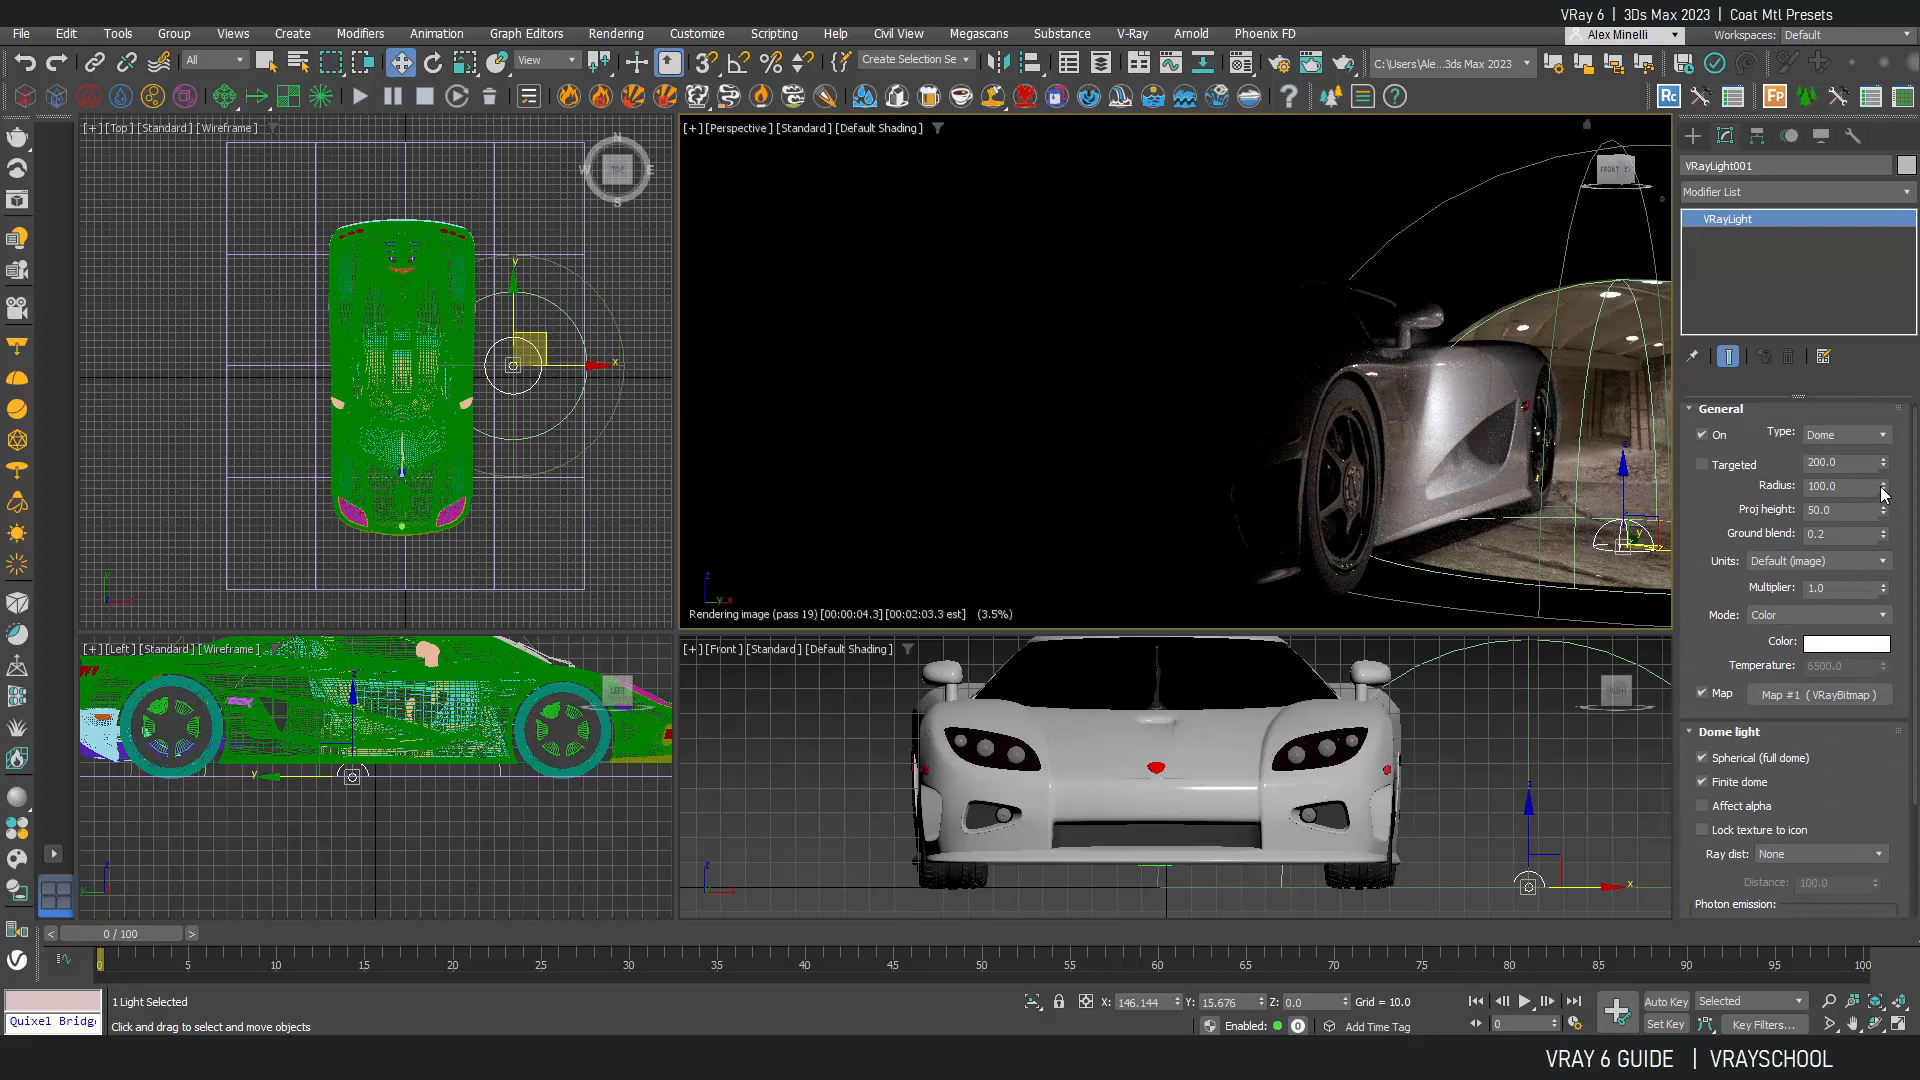 VRay 6 | 3Ds Max 2023 | Coat Mtl Presets
File Edit Tools Group Views Create Modifiers Animation Graph Editors Rendering Customize Scripting Help Civil View Megascans Substance V-Ray Arnold Phoenix FD
Alex Minelli Workspaces: Default
All View Create Selection Se C:\Users\Ale...3ds Max 2023
[+] [Top] [Standard] [Wireframe]
N
W TOP E
S
[+] [Perspective] [Standard] [Default Shading]
Rendering image (pass 19) [00:00:04.3] [00:02:03.3 est] (3.5%)
[+] [Left] [Standard] [Wireframe]
LEFT
[+] [Front] [Standard] [Default Shading]
FRONT
VRayLight001
Modifier List
VRayLight
General
On Type: Dome
Targeted 200.0
Radius: 100.0
Proj height: 50.0
Ground blend: 0.2
Units: Default (image)
Multiplier: 1.0
Mode: Color
Color:
Temperature: 6500.0
Map Map #1 ( VRayBitmap )
Dome light
Spherical (full dome)
Finite dome
Affect alpha
Lock texture to icon
Ray dist: None
Distance: 100.0
Photon emission:
< 0 / 100 >
0 5 10 15 20 25 30 35 40 45 50 55 60 65 70 75 80 85 90 95 100
1 Light Selected
X: 146.144 Y: 15.676 Z: 0.0 Grid = 10.0
Auto Key Selected
Quixel Bridg
Click and drag to select and move objects
Enabled: 0 Add Time Tag
0
Set Key Key Filters...
VRAY 6 GUIDE | VRAYSCHOOL